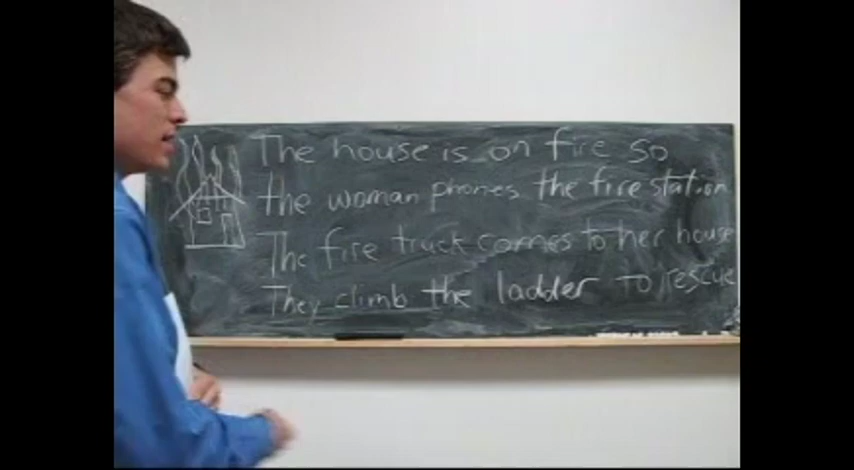 The house is on fire so
the woman phones the fire station
The fire truck comes to her house
They climb the ladder to rescue